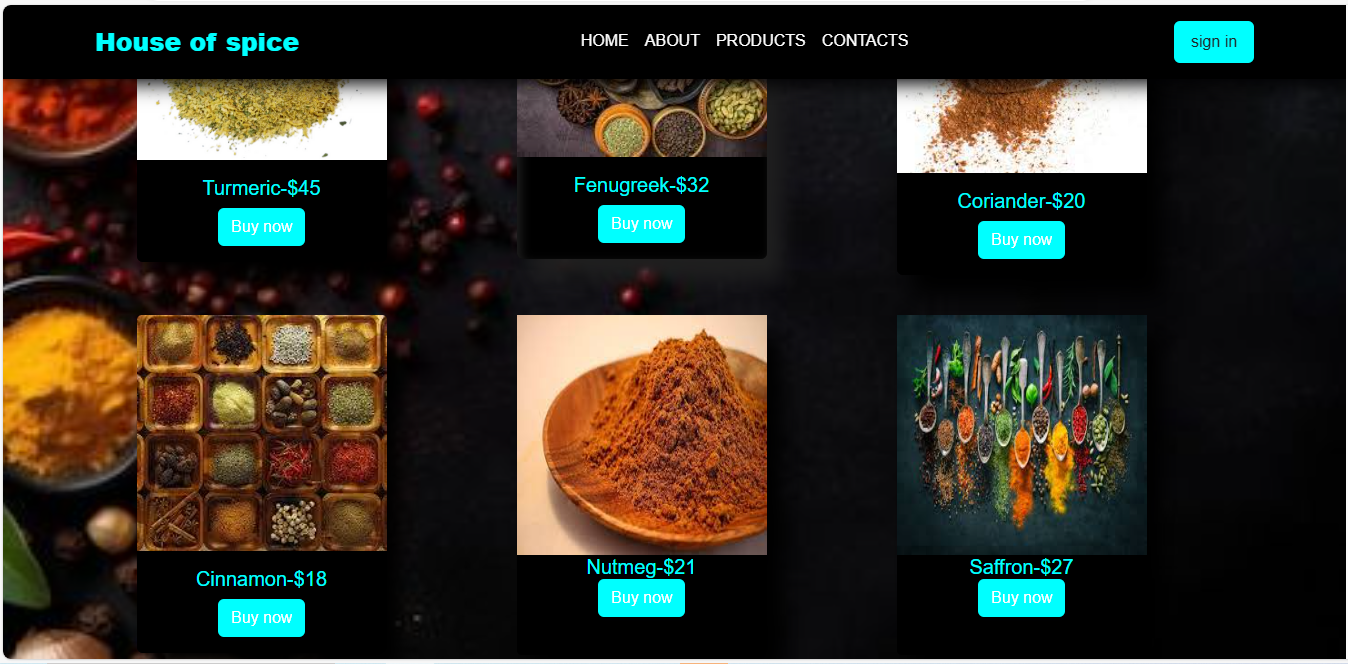 House of spice
HOME ABOUT PRODUCTS CONTACTS
sign in
Turmeric-$45
Buy now
Fenugreek-$32
Buy now
Coriander-$20
Buy now
Cinnamon-$18
Buy now
Nutmeg-$21
Buy now
Saffron-$27
Buy now